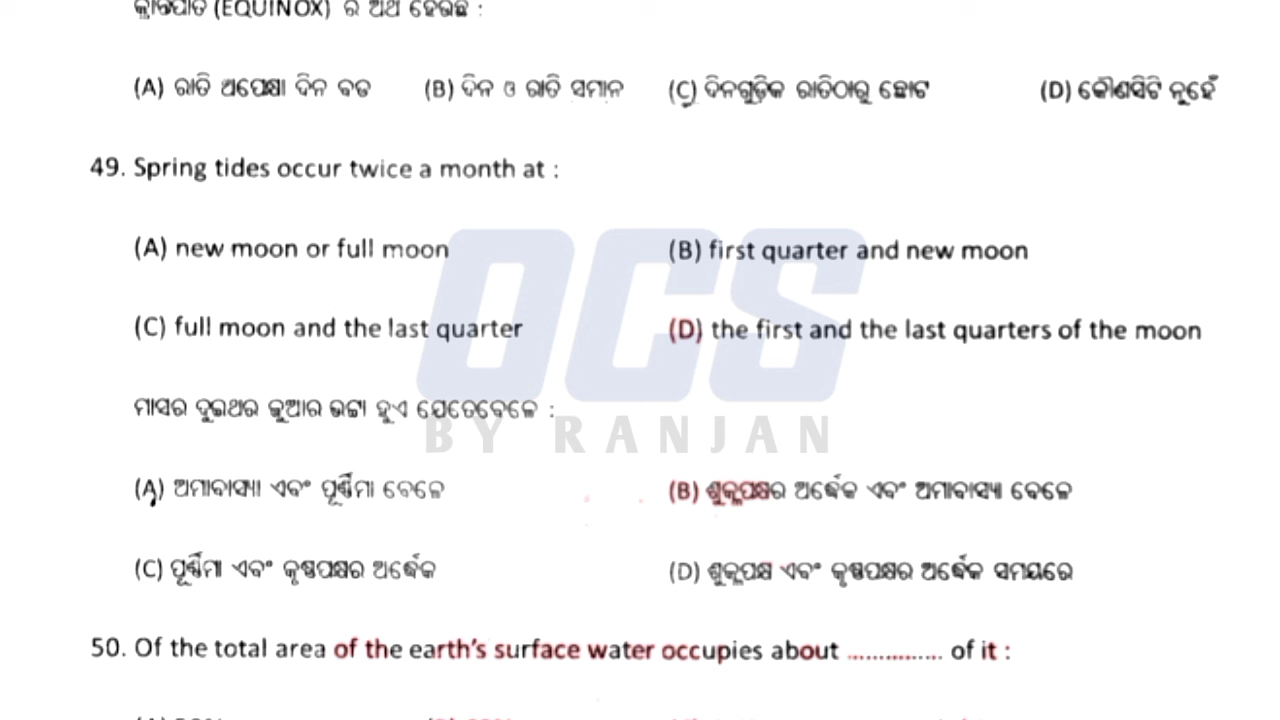 କ୍ରାନ୍ତିପାତ (EQUINOX) ର ଅର୍ଥ ହେଉଛି :
(A) ରାତି ଅପେକ୍ଷା ଦିନ ବଡ (B) ଦିନ ଓ ରାତି ସମାନ (C) ଦିନଗୁଡ଼ିକ ରାତିଠାରୁ ଛୋଟ (D) କୌଣସିଟି ନୁହେଁ
49. Spring tides occur twice a month at :
(A) new moon or full moon (B) first quarter and new moon
(C) full moon and the last quarter (D) the first and the last quarters of the moon
ମାସର ଦୁଇଥର ଜୁଆର ଭଟ୍ଟା ହୁଏ ଯେତେବେଳେ :
(A) ଅମାବାସ୍ୟା ଏବଂ ପୂର୍ଣ୍ଣିମା ବେଳେ (B) ଶୁକ୍ଳପକ୍ଷର ଅର୍ଦ୍ଧେକ ଏବଂ ଅମାବାସ୍ୟା ବେଳେ
(C) ପୂର୍ଣ୍ଣିମା ଏବଂ କୃଷ୍ଣପକ୍ଷର ଅର୍ଦ୍ଧେକ (D) ଶୁକ୍ଳପକ୍ଷ ଏବଂ କୃଷ୍ଣପକ୍ଷର ଅର୍ଦ୍ଧେକ ସମୟରେ
50. Of the total area of the earth's surface water occupies about ............... of it :
OCS
BY RANJAN